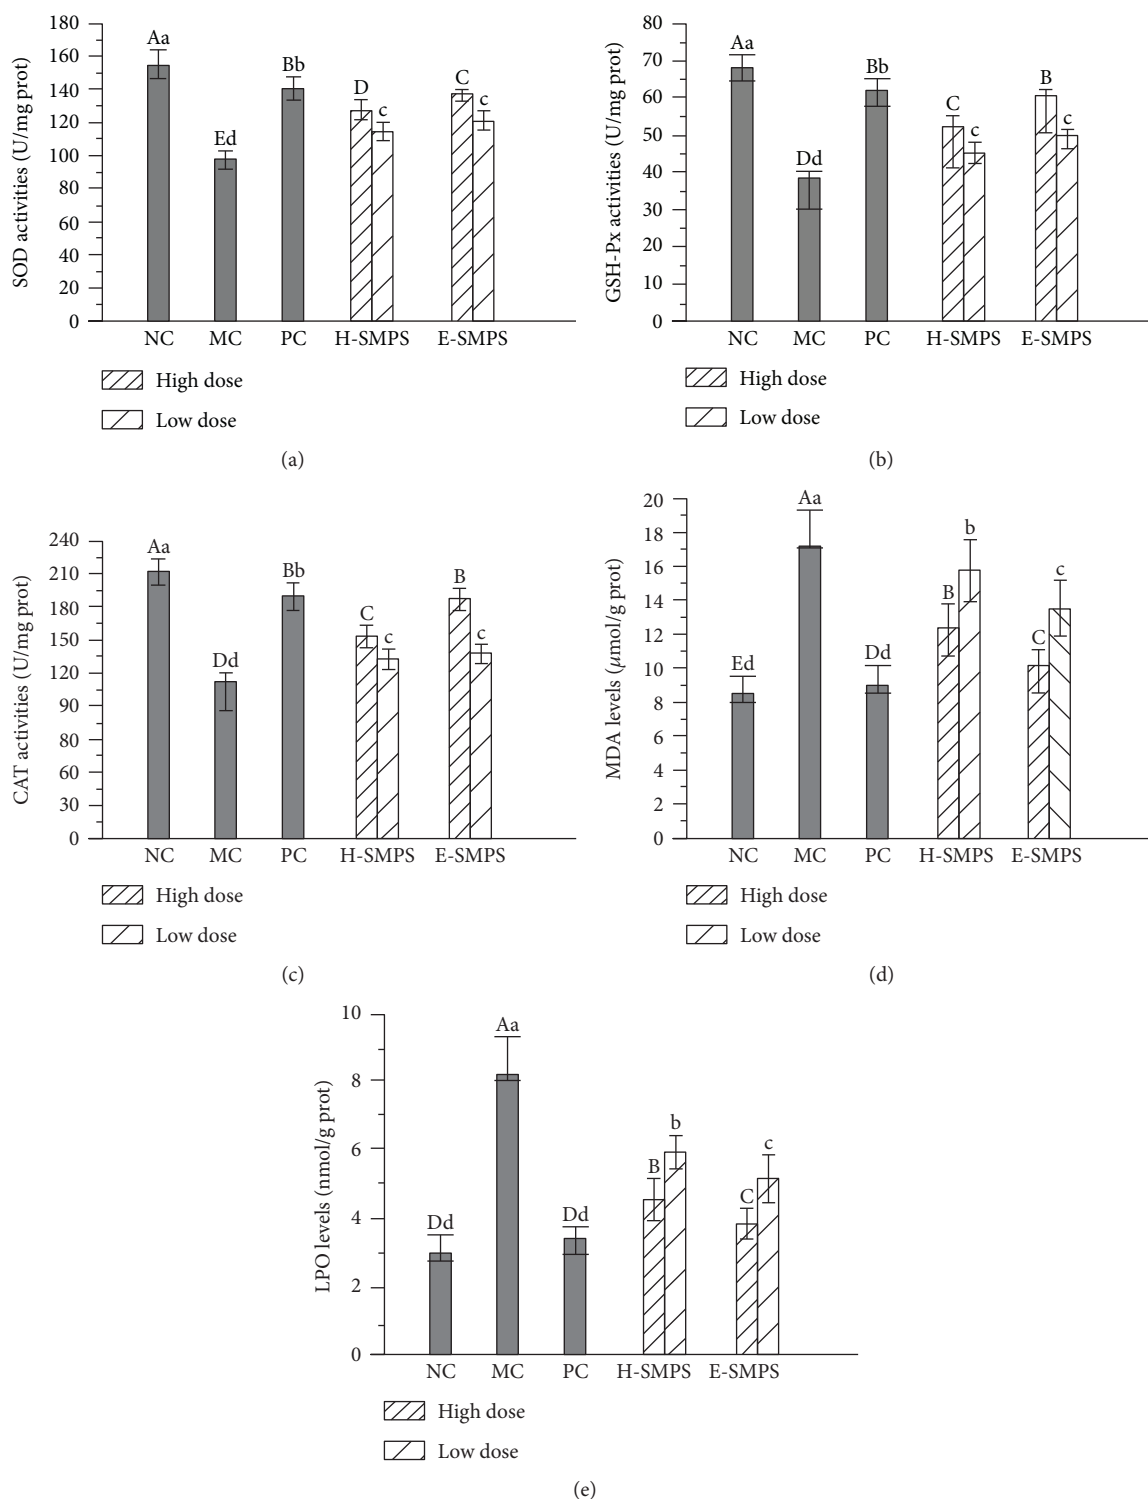 SOD activities (U/mg prot)
180
160
140
120
100
80
60
40
20
0
Aa
Ed
Bb
D
c
C
c
NC MC PC H-SMPS E-SMPS
High dose
Low dose
(a)
GSH-Px activities (U/mg prot)
80
70
60
50
40
30
20
10
0
Aa
Dd
Bb
C
c
B
c
NC MC PC H-SMPS E-SMPS
High dose
Low dose
(b)
CAT activities (U/mg prot)
240
210
180
150
120
90
80
60
30
0
Aa
Dd
Bb
C
c
B
c
NC MC PC H-SMPS E-SMPS
High dose
Low dose
(c)
MDA levels (μmol/g prot)
20
18
16
14
12
10
8
6
4
2
0
Ed
Aa
Dd
B
b
C
c
NC MC PC H-SMPS E-SMPS
High dose
Low dose
(d)
LPO levels (nmol/g prot)
10
8
6
4
2
0
Dd
Aa
Dd
B
b
C
c
NC MC PC H-SMPS E-SMPS
High dose
Low dose
(e)